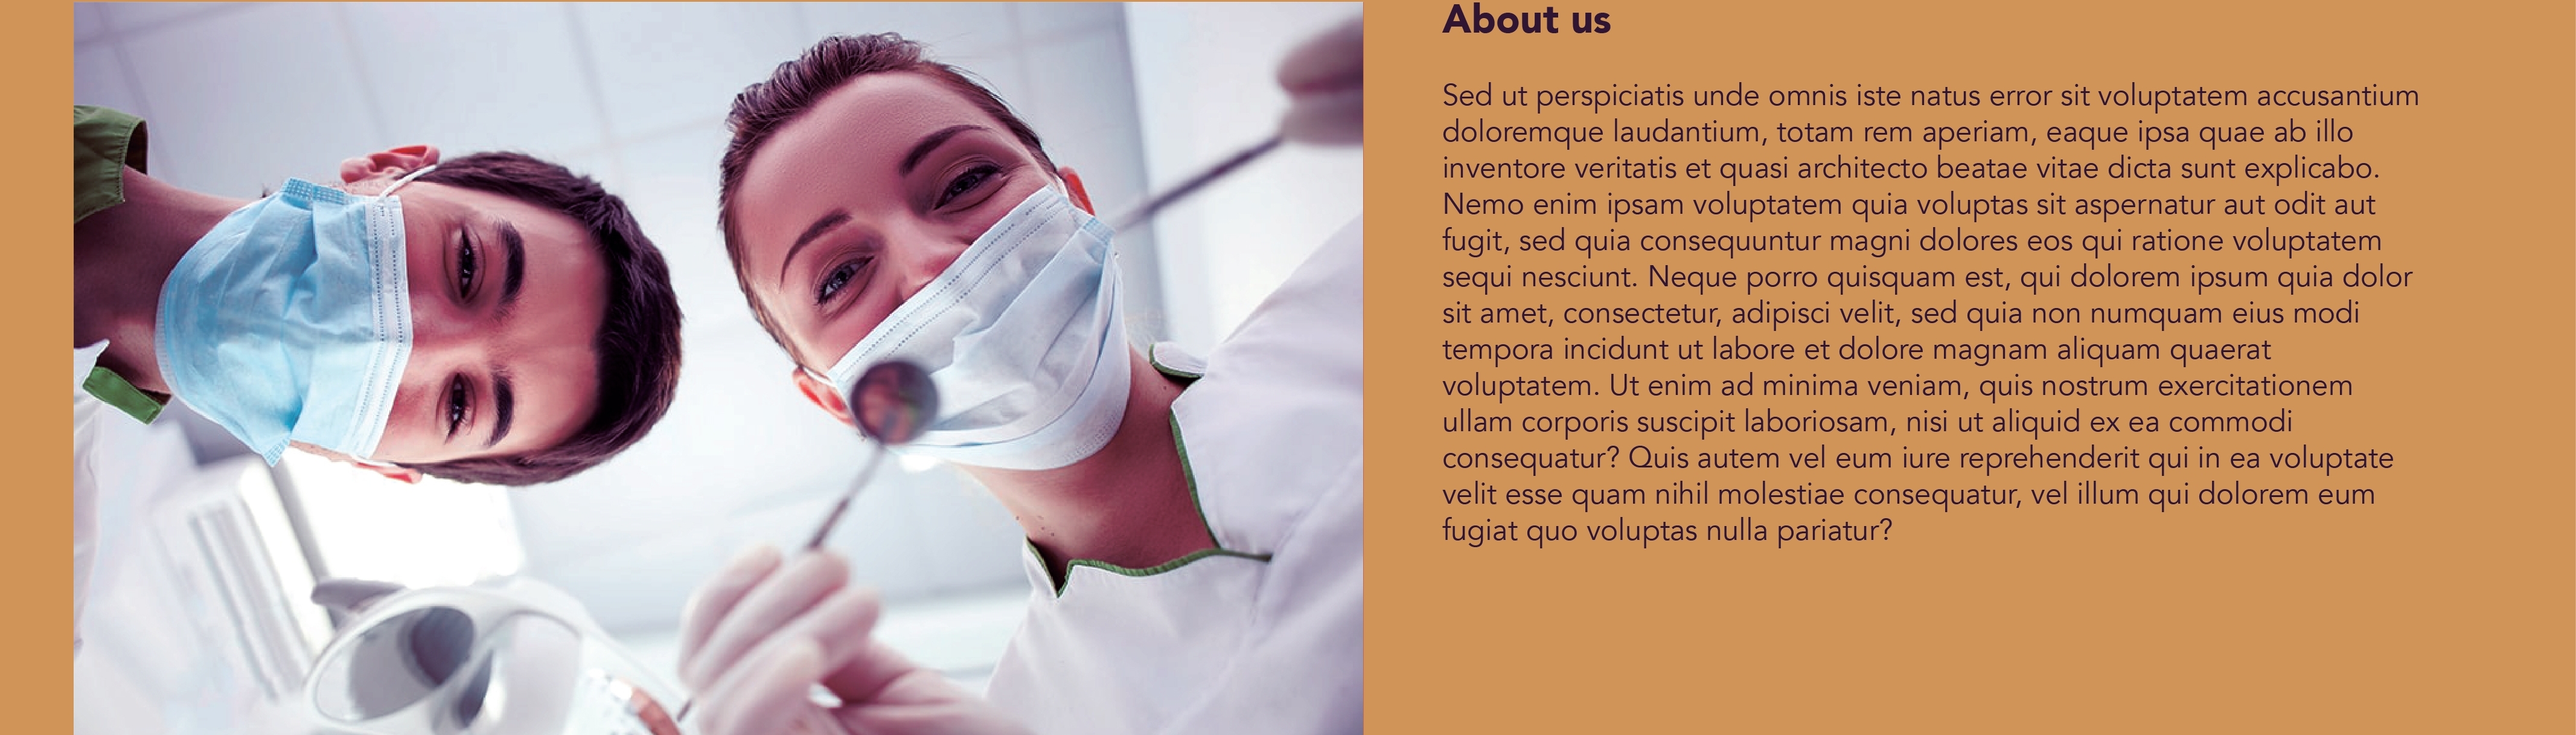 About us
Sed ut perspiciatis unde omnis iste natus error sit voluptatem accusantium
doloremque laudantium, totam rem aperiam, eaque ipsa quae ab illo
inventore veritatis et quasi architecto beatae vitae dicta sunt explicabo.
Nemo enim ipsam voluptatem quia voluptas sit aspernatur aut odit aut
fugit, sed quia consequuntur magni dolores eos qui ratione voluptatem
sequi nesciunt. Neque porro quisquam est, qui dolorem ipsum quia dolor
sit amet, consectetur, adipisci velit, sed quia non numquam eius modi
tempora incidunt ut labore et dolore magnam aliquam quaerat
voluptatem. Ut enim ad minima veniam, quis nostrum exercitationem
ullam corporis suscipit laboriosam, nisi ut aliquid ex ea commodi
consequatur? Quis autem vel eum iure reprehenderit qui in ea voluptate
velit esse quam nihil molestiae consequatur, vel illum qui dolorem eum
fugiat quo voluptas nulla pariatur?